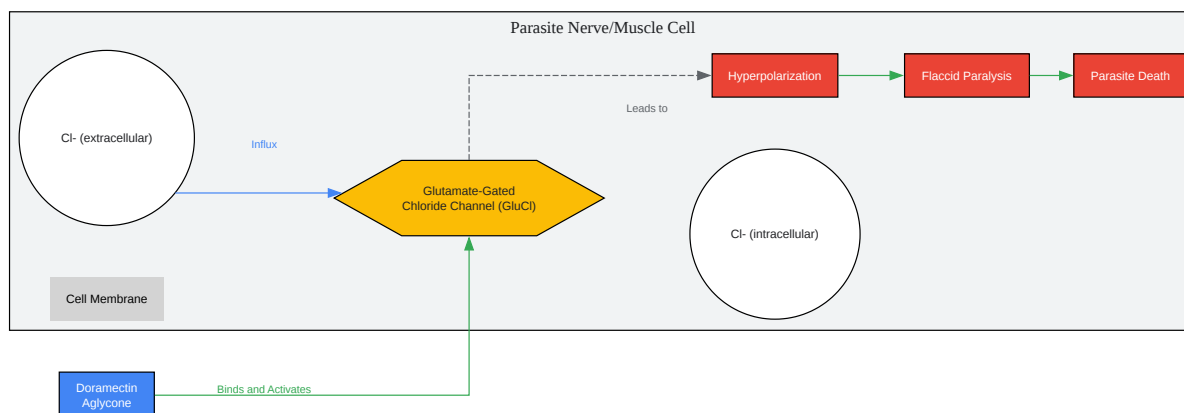 Parasite Nerve/Muscle Cell
Hyperpolarization
Flaccid Paralysis
Parasite Death
Leads to
Cl- (extracellular)
Influx
Glutamate-Gated
Chloride Channel (GluCl)
Cl- (intracellular)
Cell Membrane
Doramectin
Aglycone
Binds and Activates